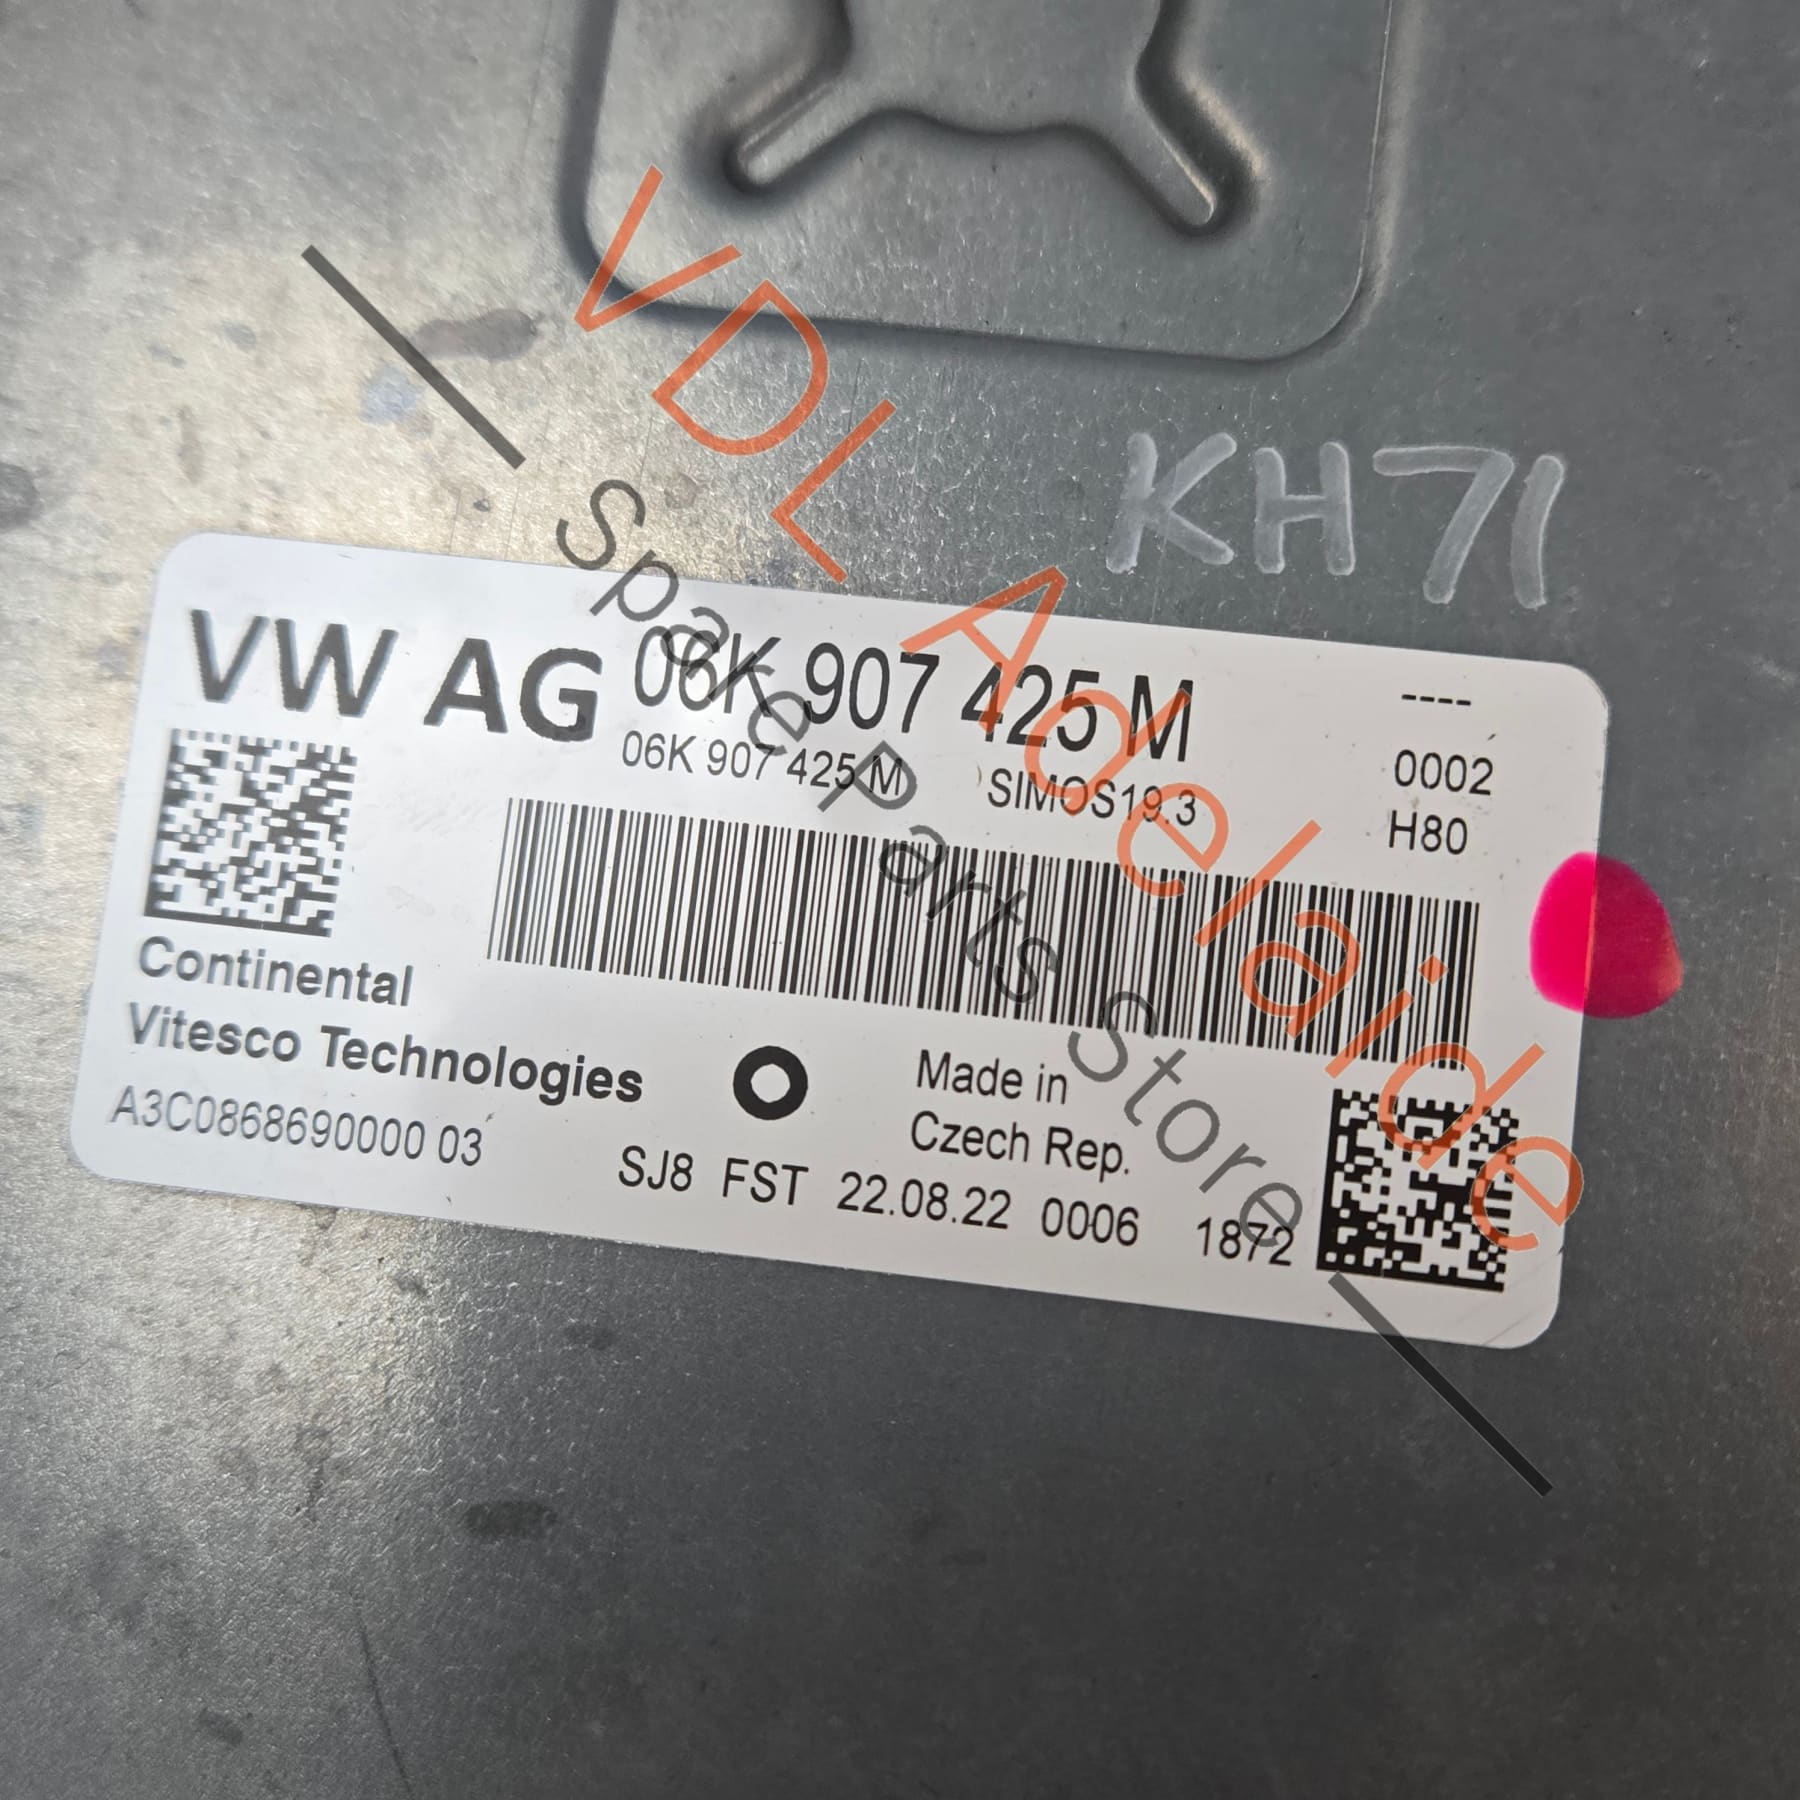 KH71
VW AG 06K 907 425 M ----
06K 907 425 M SIMOS19.3 0002
H80
Continental
Vitesco Technologies
A3C0868690000 03
Made in
Czech Rep.
SJ8 FST 22.08.22 0006 1872
VDL Adelaide
Spare Parts Store